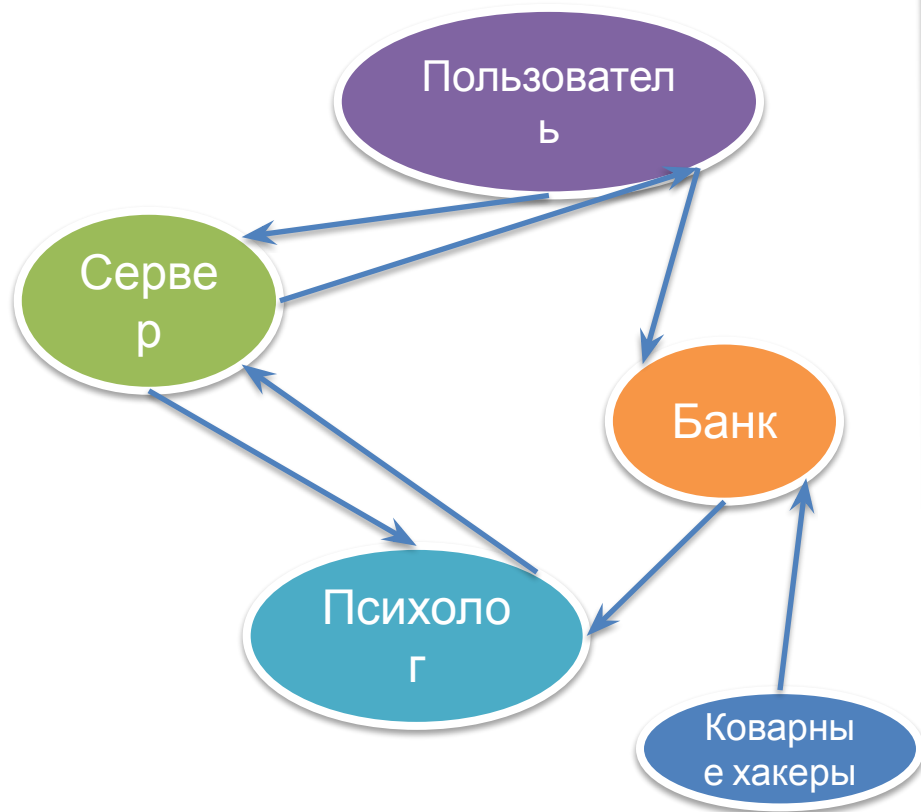 Пользовател
ь
Серве
р
Банк
Психоло
г
Коварны
е хакеры